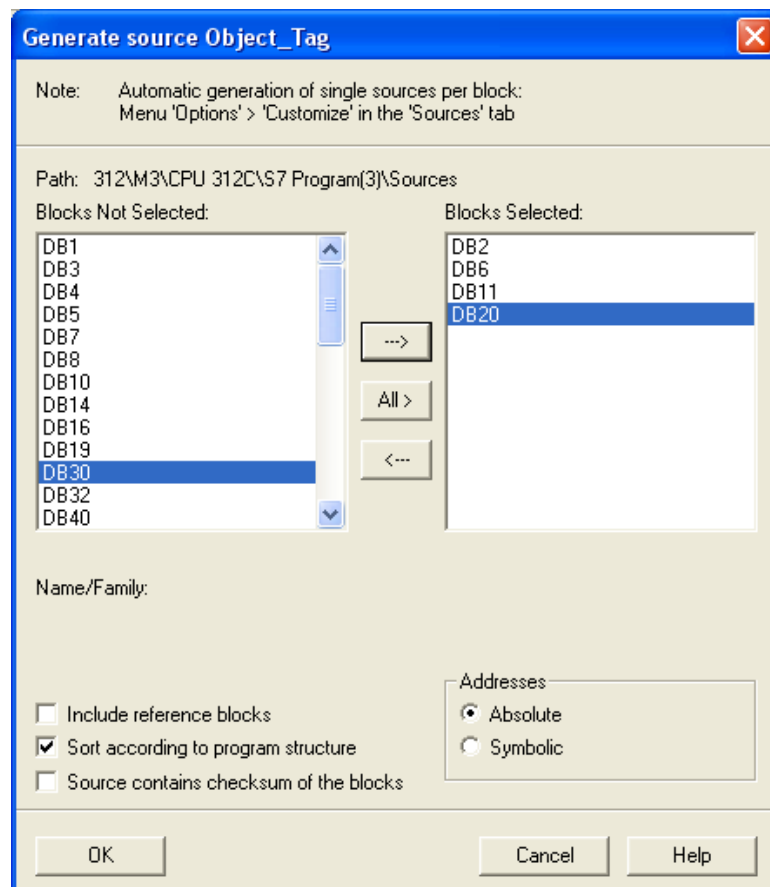 Generate source Object_Tag
Note: Automatic generation of single sources per block:
Menu 'Options' > 'Customize' in the 'Sources' tab
Path: 312\M3\CPU 312C\S7 Program(3)\Sources
Blocks Not Selected:
DB1
DB3
DB4
DB5
DB7
DB8
DB10
DB14
DB16
DB19
DB30
DB32
DB40
--->
All >
<---
Blocks Selected:
DB2
DB6
DB11
DB20
Name/Family:
Include reference blocks
Sort according to program structure
Source contains checksum of the blocks
Addresses
Absolute
Symbolic
OK
Cancel
Help